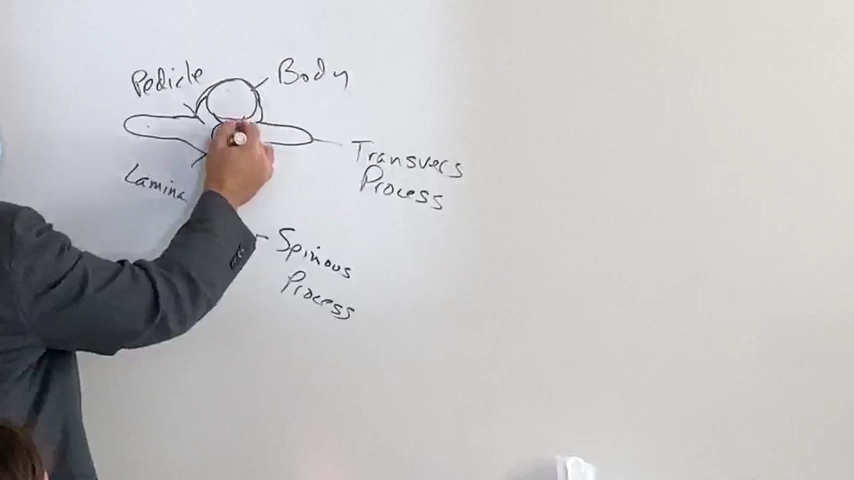 Pedicle
Body
Transvers
Process
Lamina
Spinous
Process